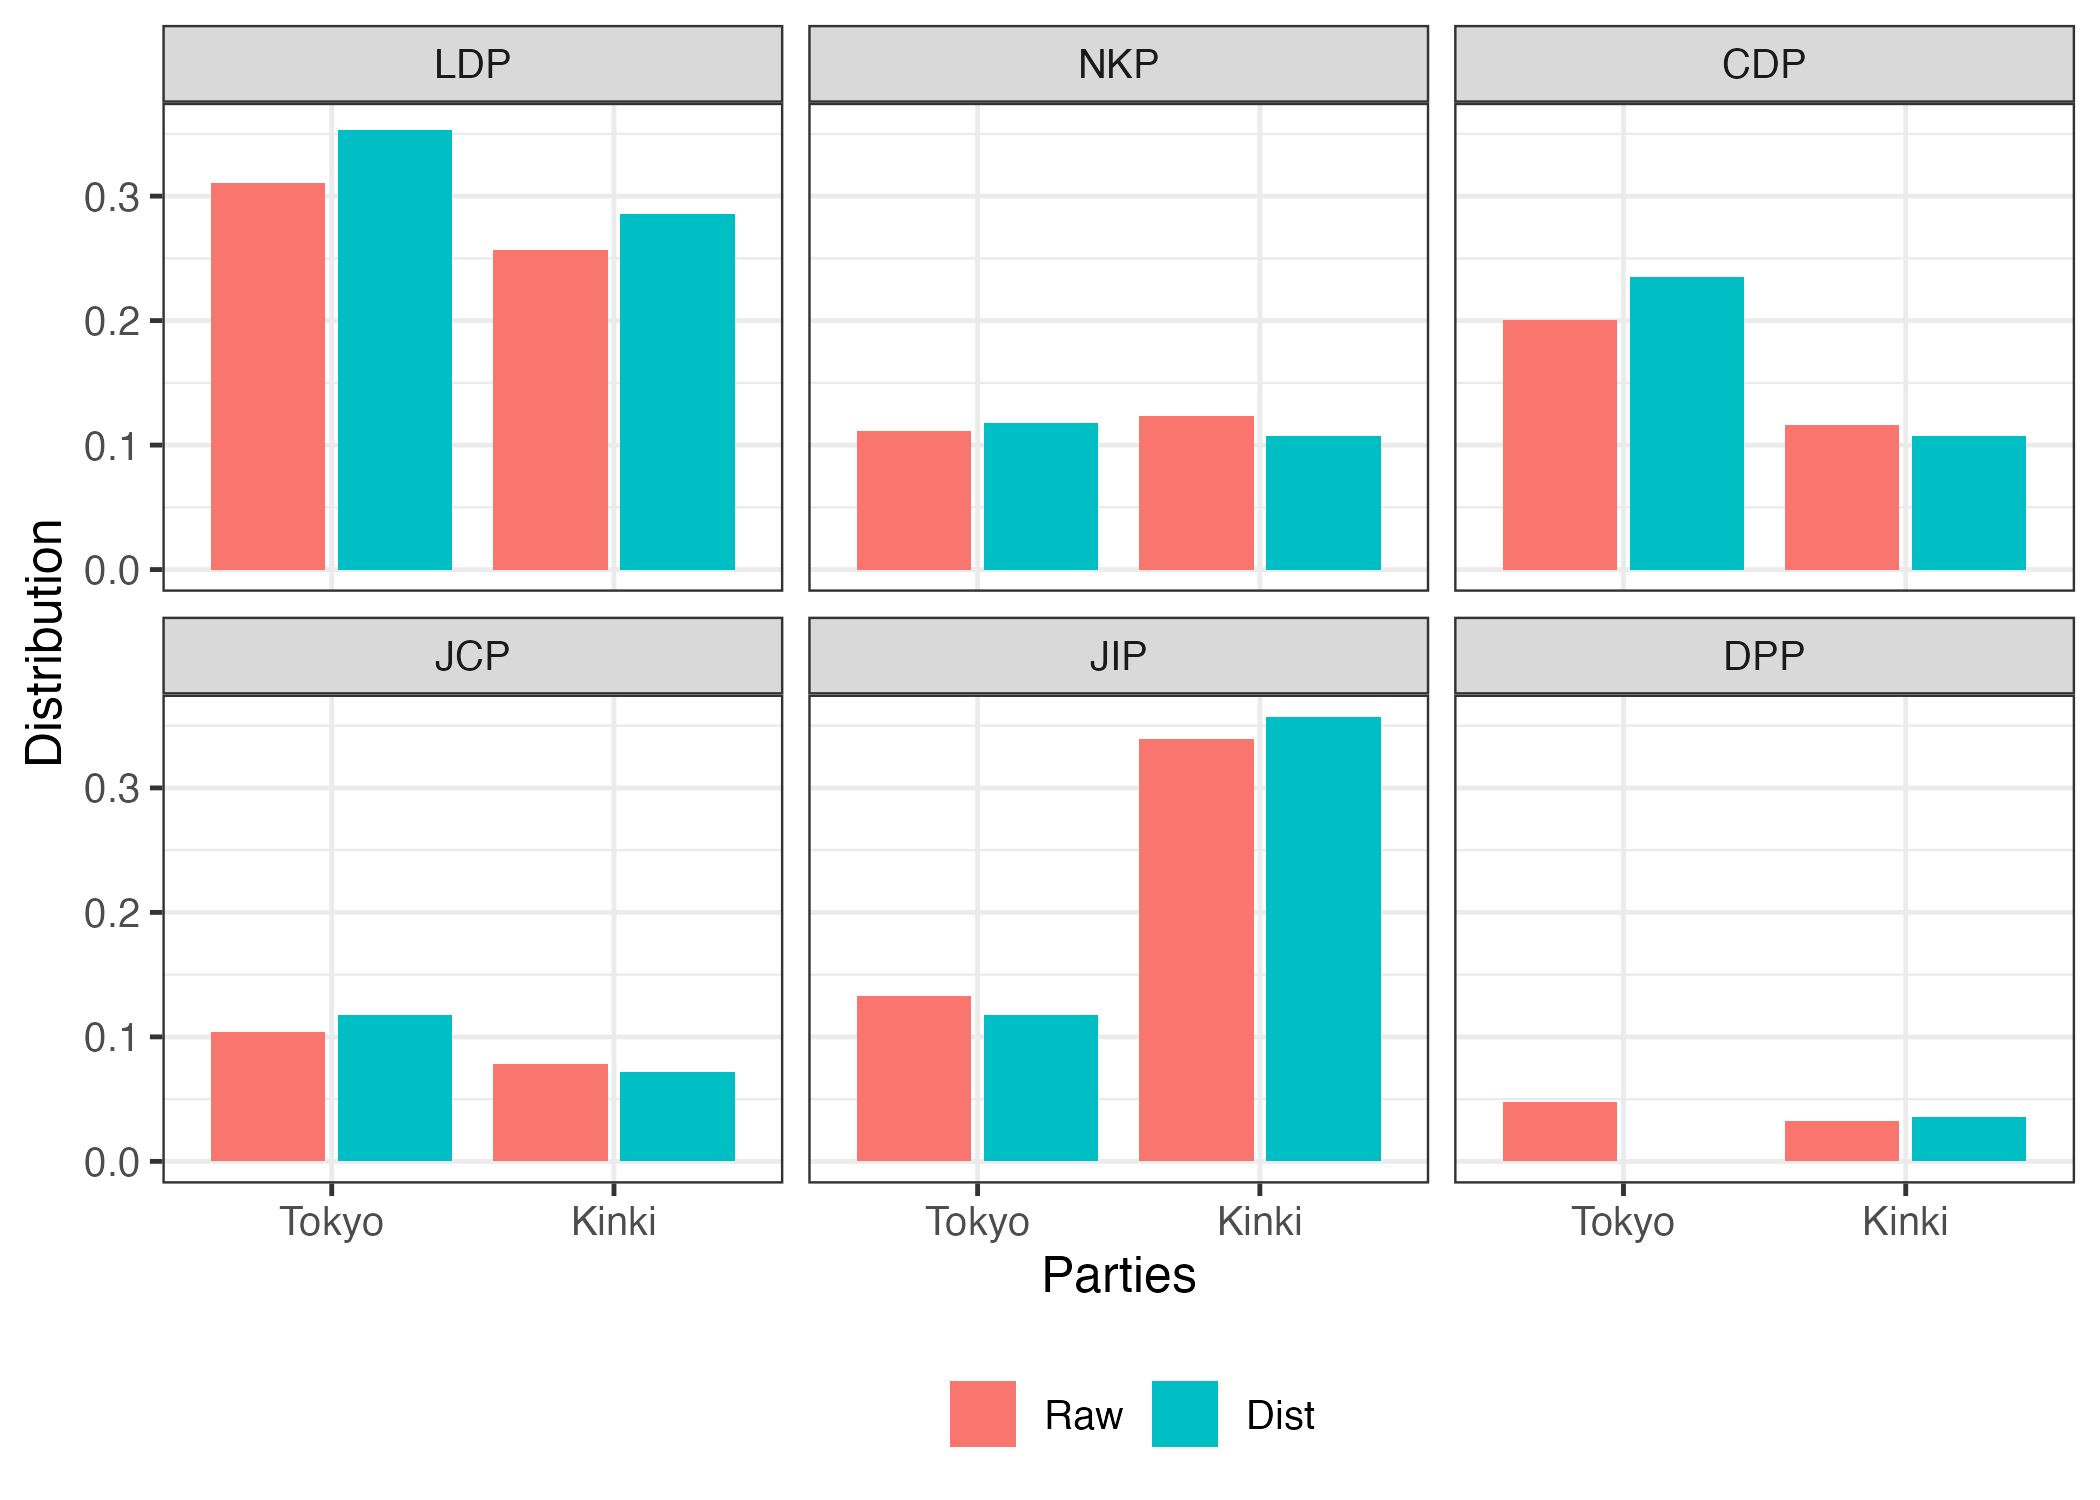 LDP NKP CDP
0.3
0.2
0.1
0.0
JCP JIP DPP
0.3
0.2
0.1
0.0
Distribution
Tokyo Kinki Tokyo Kinki Tokyo Kinki
Parties
Raw Dist